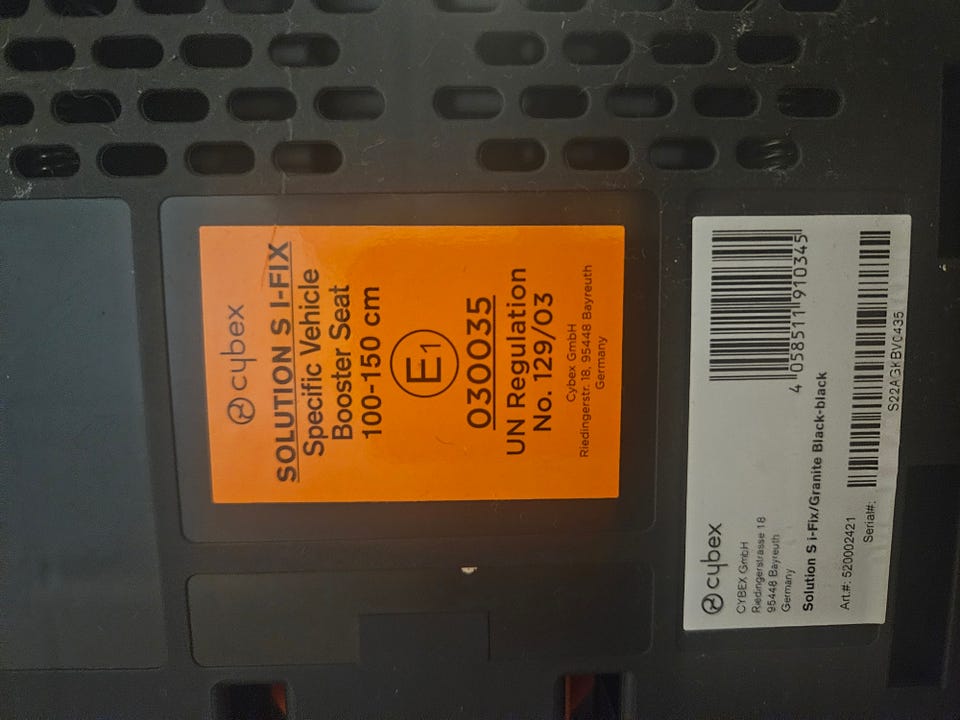 cybex
SOLUTION S I-FIX
Specific Vehicle
Booster Seat
100-150 cm
E1
030035
UN Regulation
No. 129/03
Cybex GmbH
Riedingerstr. 18, 95448 Bayreuth
Germany
cybex
CYBEX GmbH
Riedingerstrasse 18
95448 Bayreuth
Germany
4 058511 910345
Solution S i-Fix/Granite Black-black
Art.#: 520002421
Serial#:
S22AGKBV0435